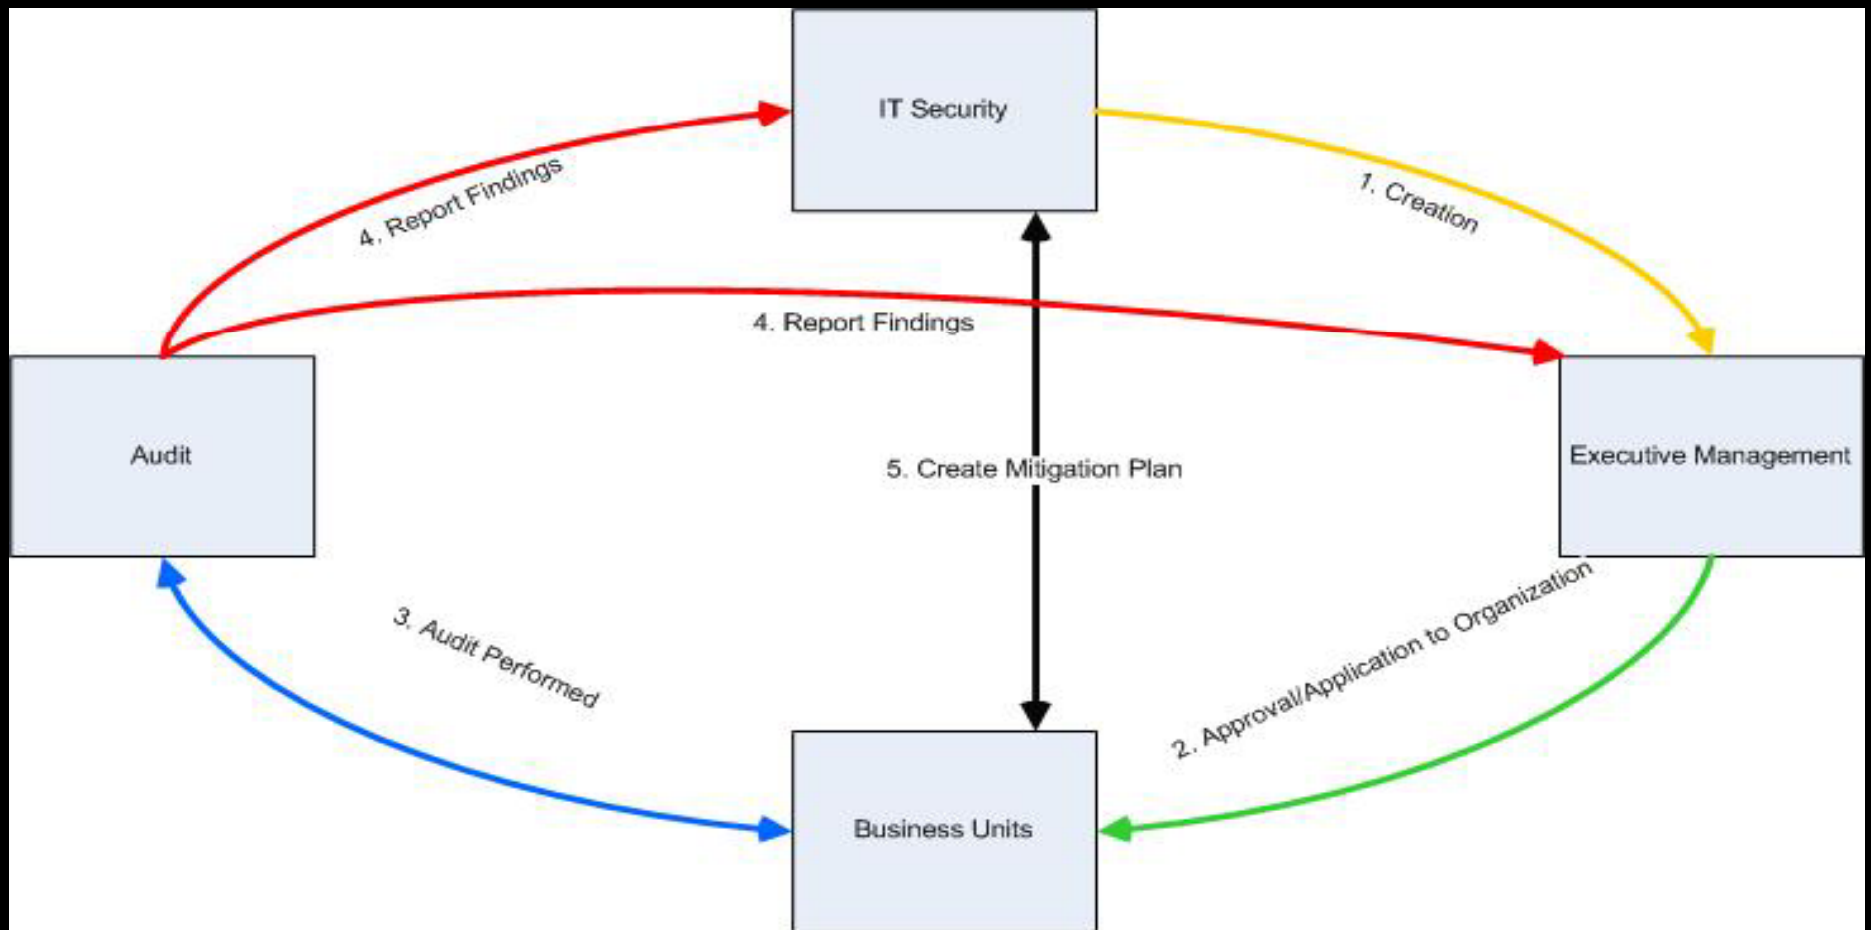 IT Security
4. Report Findings
1. Creation
4. Report Findings
Audit
5. Create Mitigation Plan
Executive Management
3. Audit Performed
2. Approval/Application to Organization
Business Units